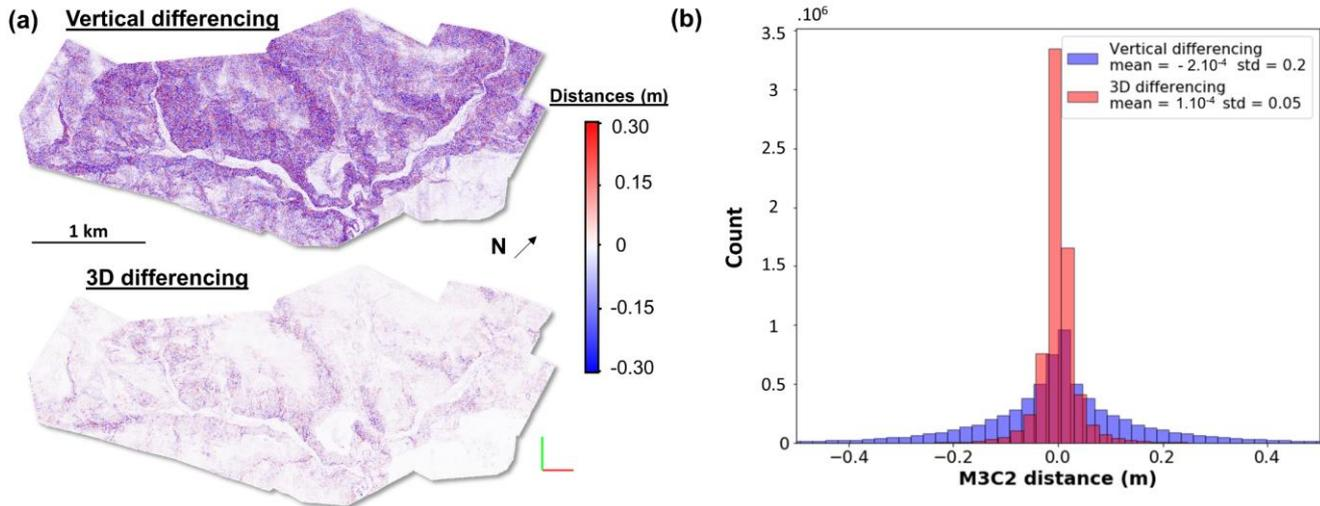 (a)
Vertical differencing
Distances (m)
0.30
0.15
0
-0.15
-0.30
1 km
N
3D differencing
(b)
.10⁶
3.5
3
2.5
2
1.5
1
0.5
0
Count
Vertical differencing
mean = - 2.10⁻⁴ std = 0.2
3D differencing
mean = 1.10⁻⁴ std = 0.05
−0.4
−0.2
0.0
0.2
0.4
M3C2 distance (m)